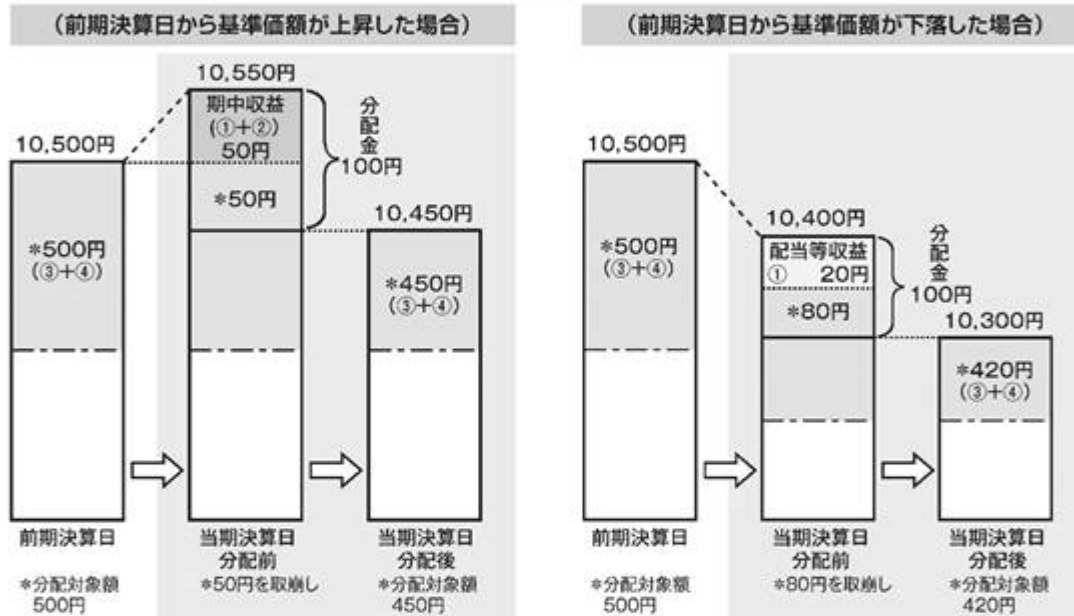 (前期決算日から基準価額が上昇した場合)
10,500円
*500円
(③+④)
前期決算日
*分配対象額
500円
10,550円
期中収益
(①+②)
50円
*50円
分配金
100円
当期決算日
分配前
*50円を取崩し
10,450円
*450円
(③+④)
当期決算日
分配後
*分配対象額
450円
(前期決算日から基準価額が下落した場合)
10,500円
*500円
(③+④)
前期決算日
*分配対象額
500円
10,400円
配当等収益
① 20円
*80円
分配金
100円
当期決算日
分配前
*80円を取崩し
10,300円
*420円
(③+④)
当期決算日
分配後
*分配対象額
420円